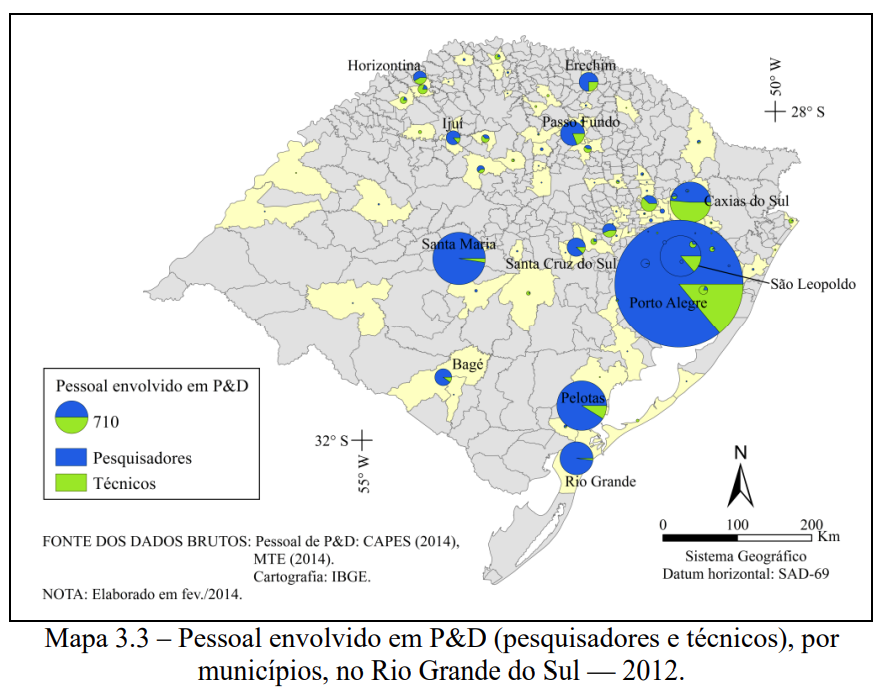 Horizontina
Erechim
50° W
28° S
Ijuí
Passo Fundo
Caxias do Sul
Santa Maria
Santa Cruz do Sul
São Leopoldo
Porto Alegre
Bagé
Pelotas
Rio Grande
Pessoal envolvido em P&D
710
Pesquisadores
Técnicos
32° S
55° W
N
0 100 200
Km
Sistema Geográfico
Datum horizontal: SAD-69
FONTE DOS DADOS BRUTOS: Pessoal de P&D: CAPES (2014),
MTE (2014).
Cartografia: IBGE.
NOTA: Elaborado em fev./2014.
Mapa 3.3 – Pessoal envolvido em P&D (pesquisadores e técnicos), por
municípios, no Rio Grande do Sul — 2012.